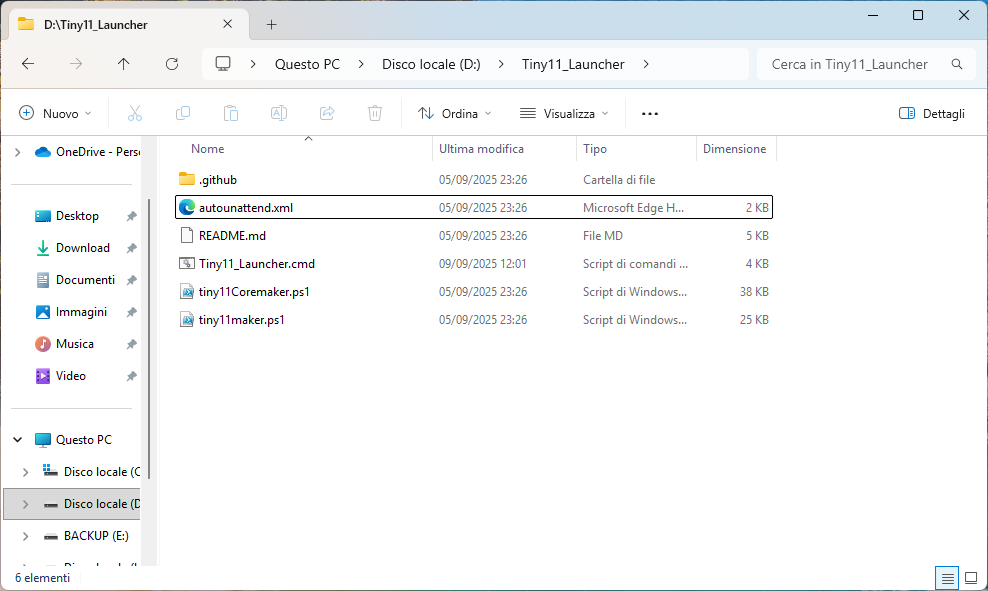 D:\Tiny11_Launcher
Questo PC
Disco locale (D:)
Tiny11_Launcher
Cerca in Tiny11_Launcher
Nuovo
Ordina
Visualizza
Dettagli
OneDrive - Pers
Desktop
Download
Documenti
Immagini
Musica
Video
Questo PC
Disco locale (C
Disco locale (D
BACKUP (E:)
Nome Ultima modifica Tipo Dimensione
.github 05/09/2025 23:26 Cartella di file
autounattend.xml 05/09/2025 23:26 Microsoft Edge H... 2 KB
README.md 05/09/2025 23:26 File MD 5 KB
Tiny11_Launcher.cmd 09/09/2025 12:01 Script di comandi ... 4 KB
tiny11Coremaker.ps1 05/09/2025 23:26 Script di Windows... 38 KB
tiny11maker.ps1 05/09/2025 23:26 Script di Windows... 25 KB
6 elementi